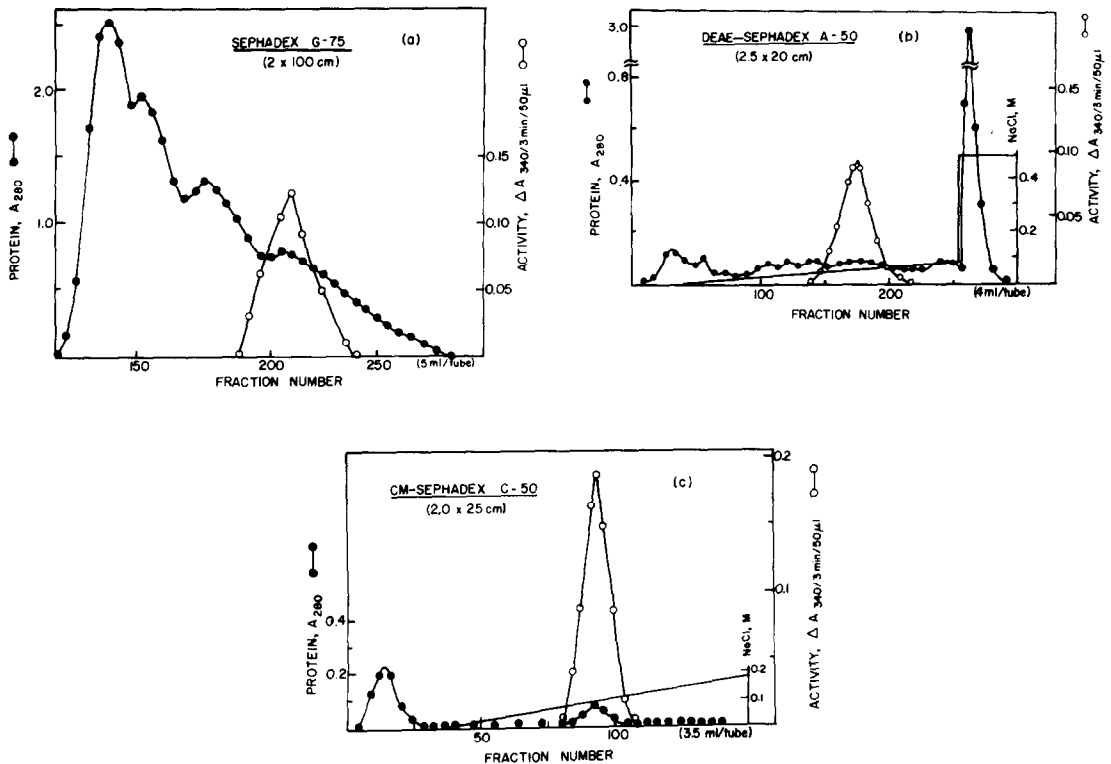 SEPHADEX G-75 (a)
(2 x 100 cm)
2.0
1.0
PROTEIN, A280
0.15
0.10
0.05
ACTIVITY, Δ A 340/3 min/50μl
150 200 250 (5 ml/tube)
FRACTION NUMBER
DEAE-SEPHADEX A-50 (b)
(2.5 x 20 cm)
3.0
0.8
0.4
PROTEIN, A280
NaCl, M
0.4
0.2
0.15
0.10
0.05
ACTIVITY, Δ A 340/3 min/50μl
100 200 (4 ml/tube)
FRACTION NUMBER
CM-SEPHADEX C-50 (c)
(2.0 x 25 cm)
0.4
0.2
PROTEIN, A280
NaCl, M
0.2
0.1
0.2
0.1
ACTIVITY, Δ A 340/3 min/50μl
50 100 (3.5 ml/tube)
FRACTION NUMBER